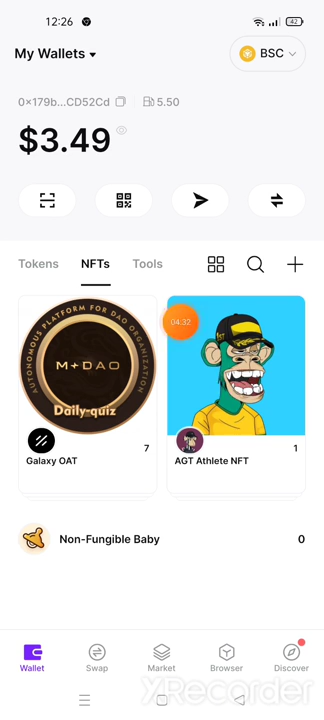 12:26
42
My Wallets
BSC
0x179b...CD52Cd
5.50
$3.49
Tokens
NFTs
Tools
AUTONOMOUS PLATFORM FOR DAO ORGANIZATION
M+DAO
Daily-quiz
04:32
7
Galaxy OAT
1
AGT Athlete NFT
Non-Fungible Baby
0
Wallet
Swap
Market
Browser
Discover
XRecorder